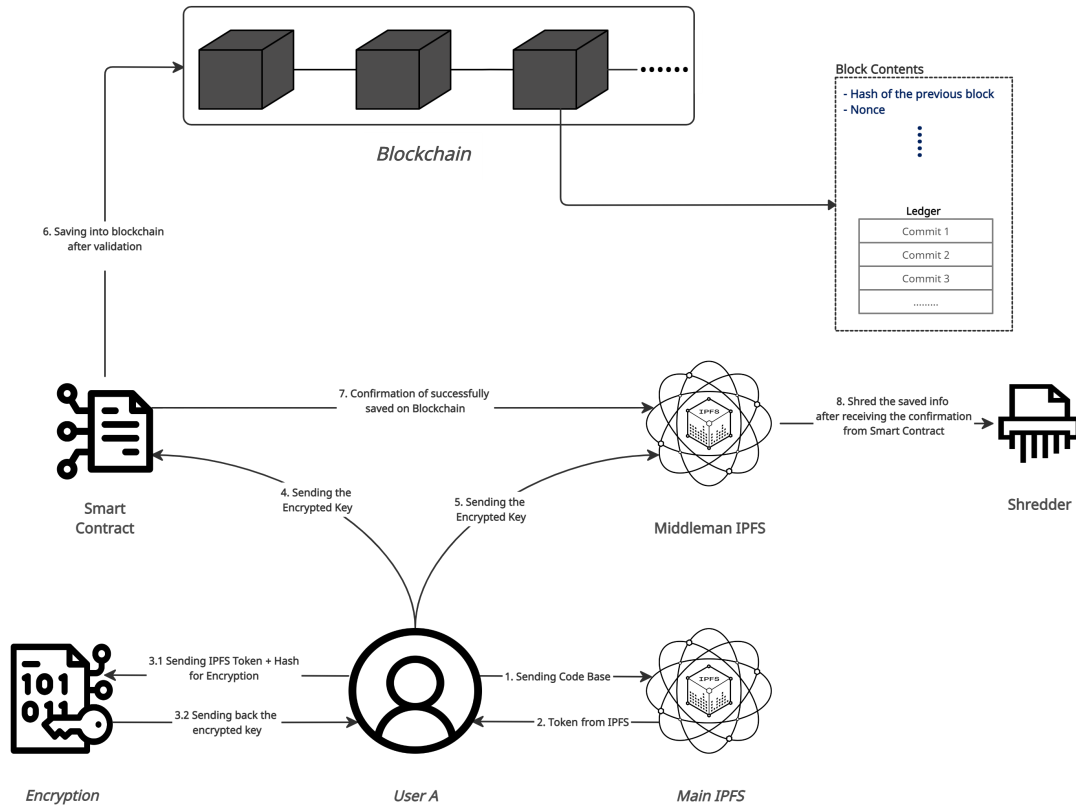 Blockchain
Block Contents
- Hash of the previous block
- Nonce
Ledger
Commit 1
Commit 2
Commit 3
.........
6. Saving into blockchain
after validation
7. Confirmation of successfully
saved on Blockchain
IPFS
8. Shred the saved info
after receiving the confirmation
from Smart Contract
Smart
Contract
4. Sending the
Encrypted Key
5. Sending the
Encrypted Key
Middleman IPFS
Shredder
101
011
3.1 Sending IPFS Token + Hash
for Encryption
3.2 Sending back the
encrypted key
1. Sending Code Base
2. Token from IPFS
IPFS
Encryption
User A
Main IPFS